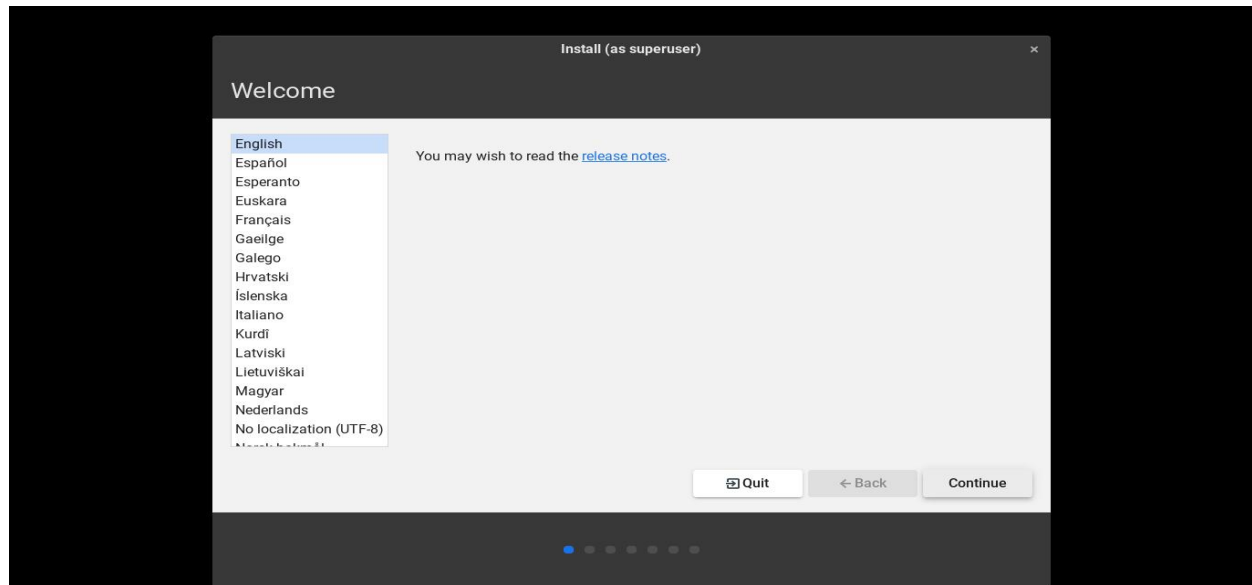 Install (as superuser)
×
Welcome
English
Español
Esperanto
Euskara
Français
Gaeilge
Galego
Hrvatski
Íslenska
Italiano
Kurdî
Latviski
Lietuviškai
Magyar
Nederlands
No localization (UTF-8)
You may wish to read the release notes.
Quit
← Back
Continue